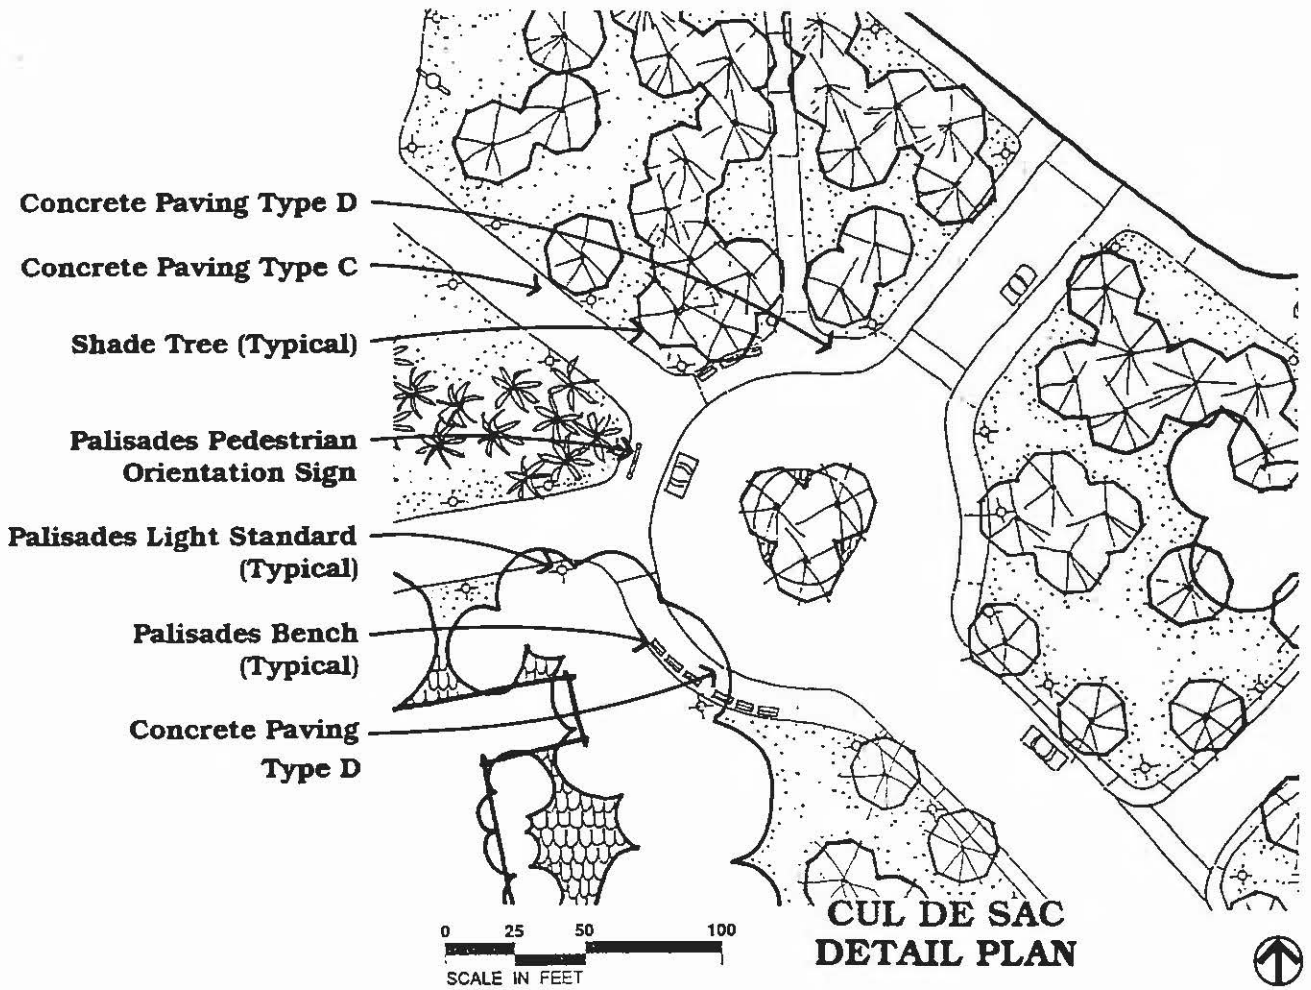 Concrete Paving Type D
Concrete Paving Type C
Shade Tree (Typical)
Palisades Pedestrian
Orientation Sign
Palisades Light Standard
(Typical)
Palisades Bench
(Typical)
Concrete Paving
Type D
0 25 50 100
SCALE IN FEET
CUL DE SAC
DETAIL PLAN